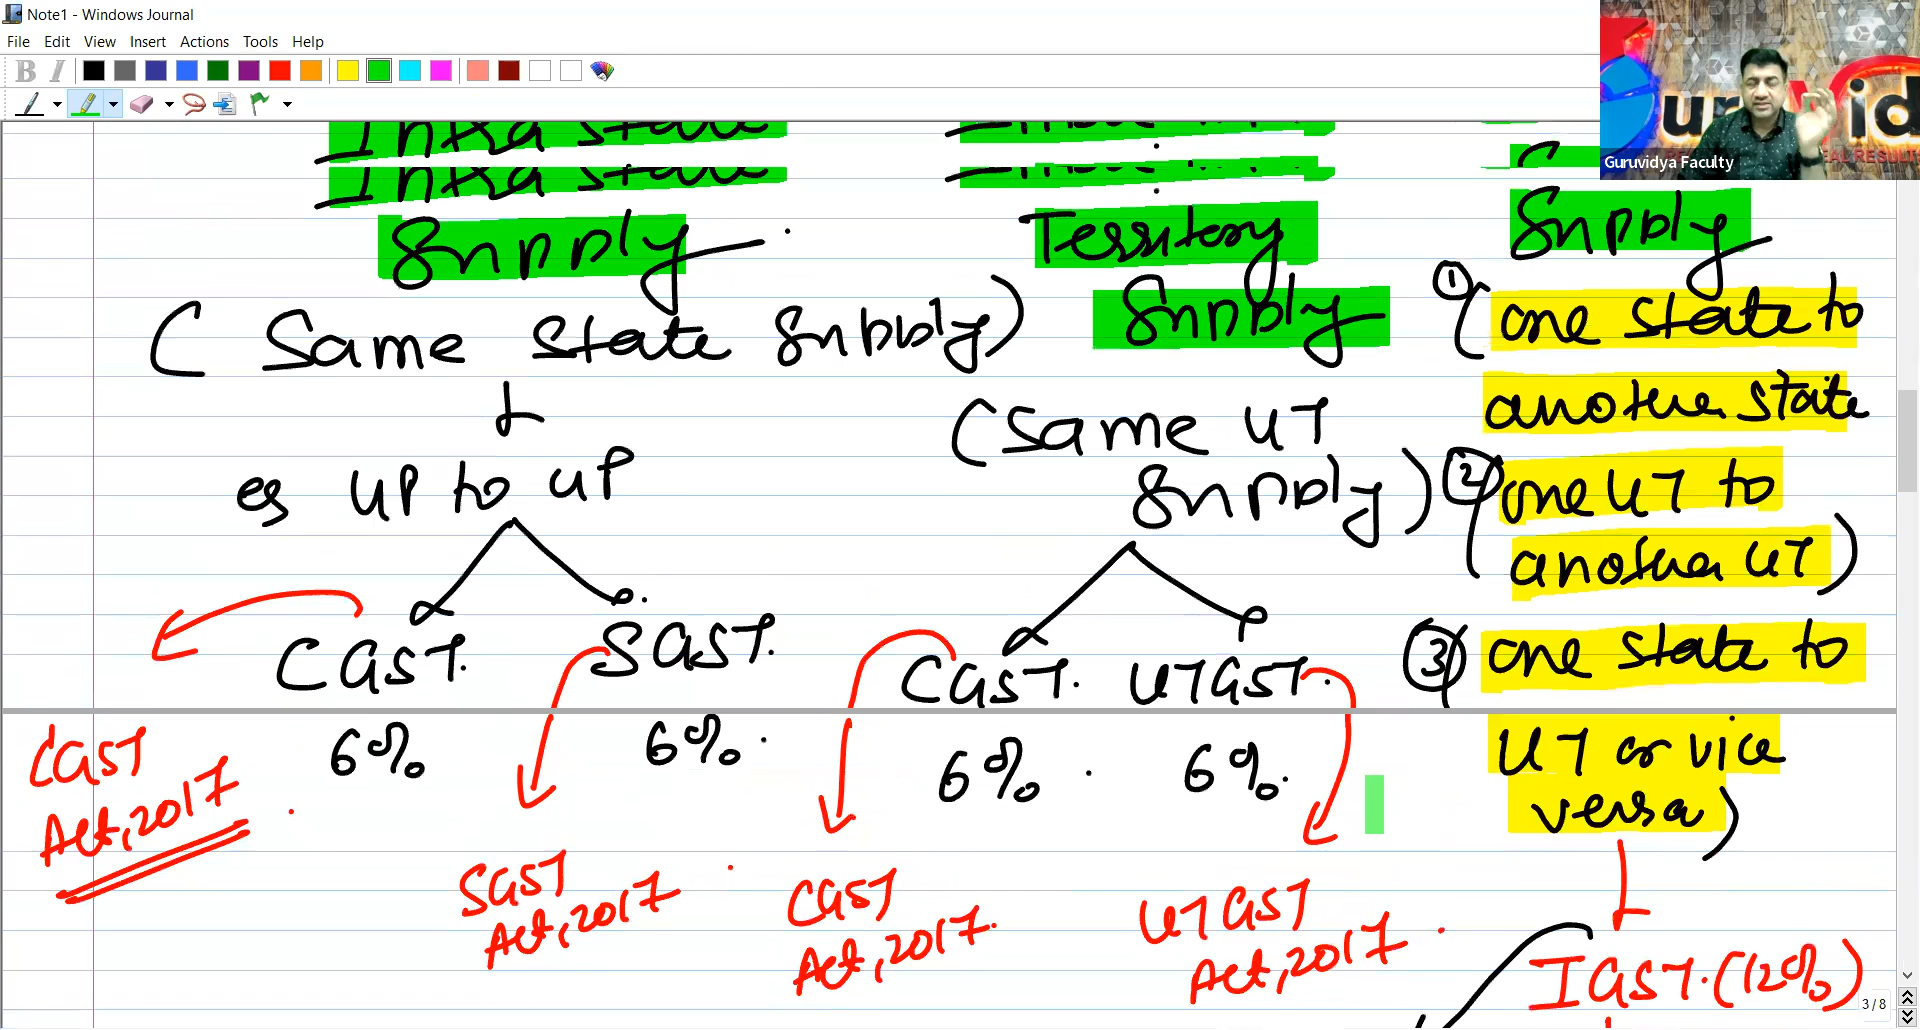 Note1 - Windows Journal
File Edit View Insert Actions Tools Help
B I
Guruvidya Faculty
Intra state
Intra state
Supply
(Same state Supply)
eg UP to UP
CGST.
SGST.
6%
6%.
CGST
Act, 2017
SGST
Act, 2017
Territory
Supply
(Same UT
Supply)
CGST.
UTGST.
6%
6%.
CGST
Act, 2017.
UTGST
Act, 2017
Supply
① (one state to
another state
② one UT to
another UT)
③ one state to
UT or vice
versa)
IGST. (12%)
3 / 8